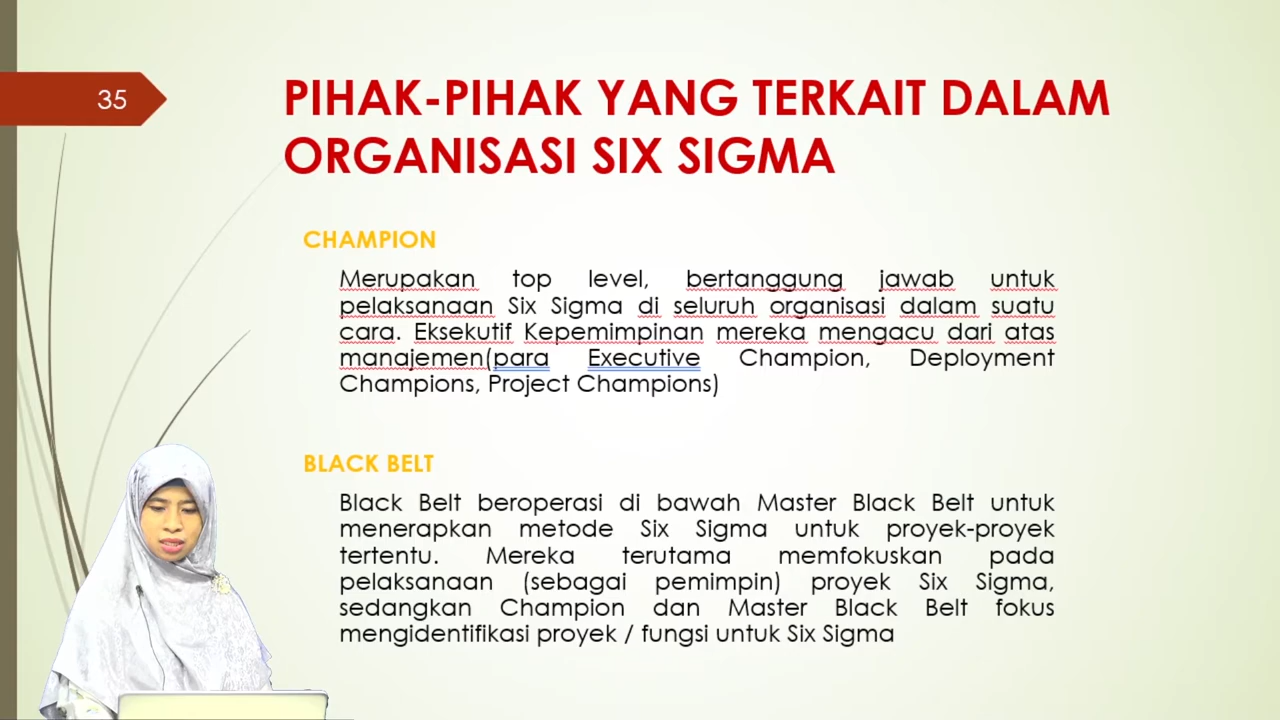 35
PIHAK-PIHAK YANG TERKAIT DALAM
ORGANISASI SIX SIGMA
CHAMPION
Merupakan top level, bertanggung jawab untuk
pelaksanaan Six Sigma di seluruh organisasi dalam suatu
cara. Eksekutif Kepemimpinan mereka mengacu dari atas
manajemen(para Executive Champion, Deployment
Champions, Project Champions)
BLACK BELT
Black Belt beroperasi di bawah Master Black Belt untuk
menerapkan metode Six Sigma untuk proyek-proyek
tertentu. Mereka terutama memfokuskan pada
pelaksanaan (sebagai pemimpin) proyek Six Sigma,
sedangkan Champion dan Master Black Belt fokus
mengidentifikasi proyek / fungsi untuk Six Sigma